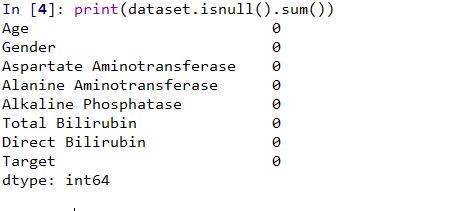 In [4]: print(dataset.isnull().sum())
Age 0
Gender 0
Aspartate Aminotransferase 0
Alanine Aminotransferase 0
Alkaline Phosphatase 0
Total Bilirubin 0
Direct Bilirubin 0
Target 0
dtype: int64